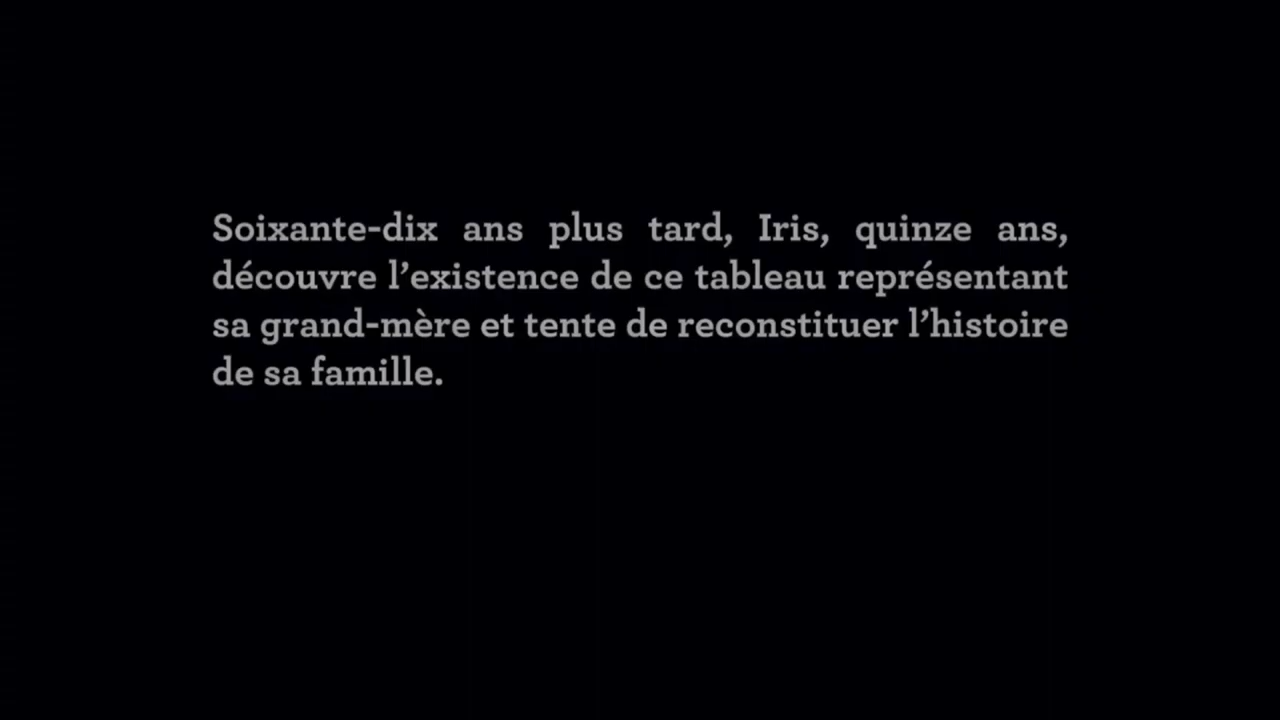 Soixante-dix ans plus tard, Iris, quinze ans,
découvre l’existence de ce tableau représentant
sa grand-mère et tente de reconstituer l’histoire
de sa famille.